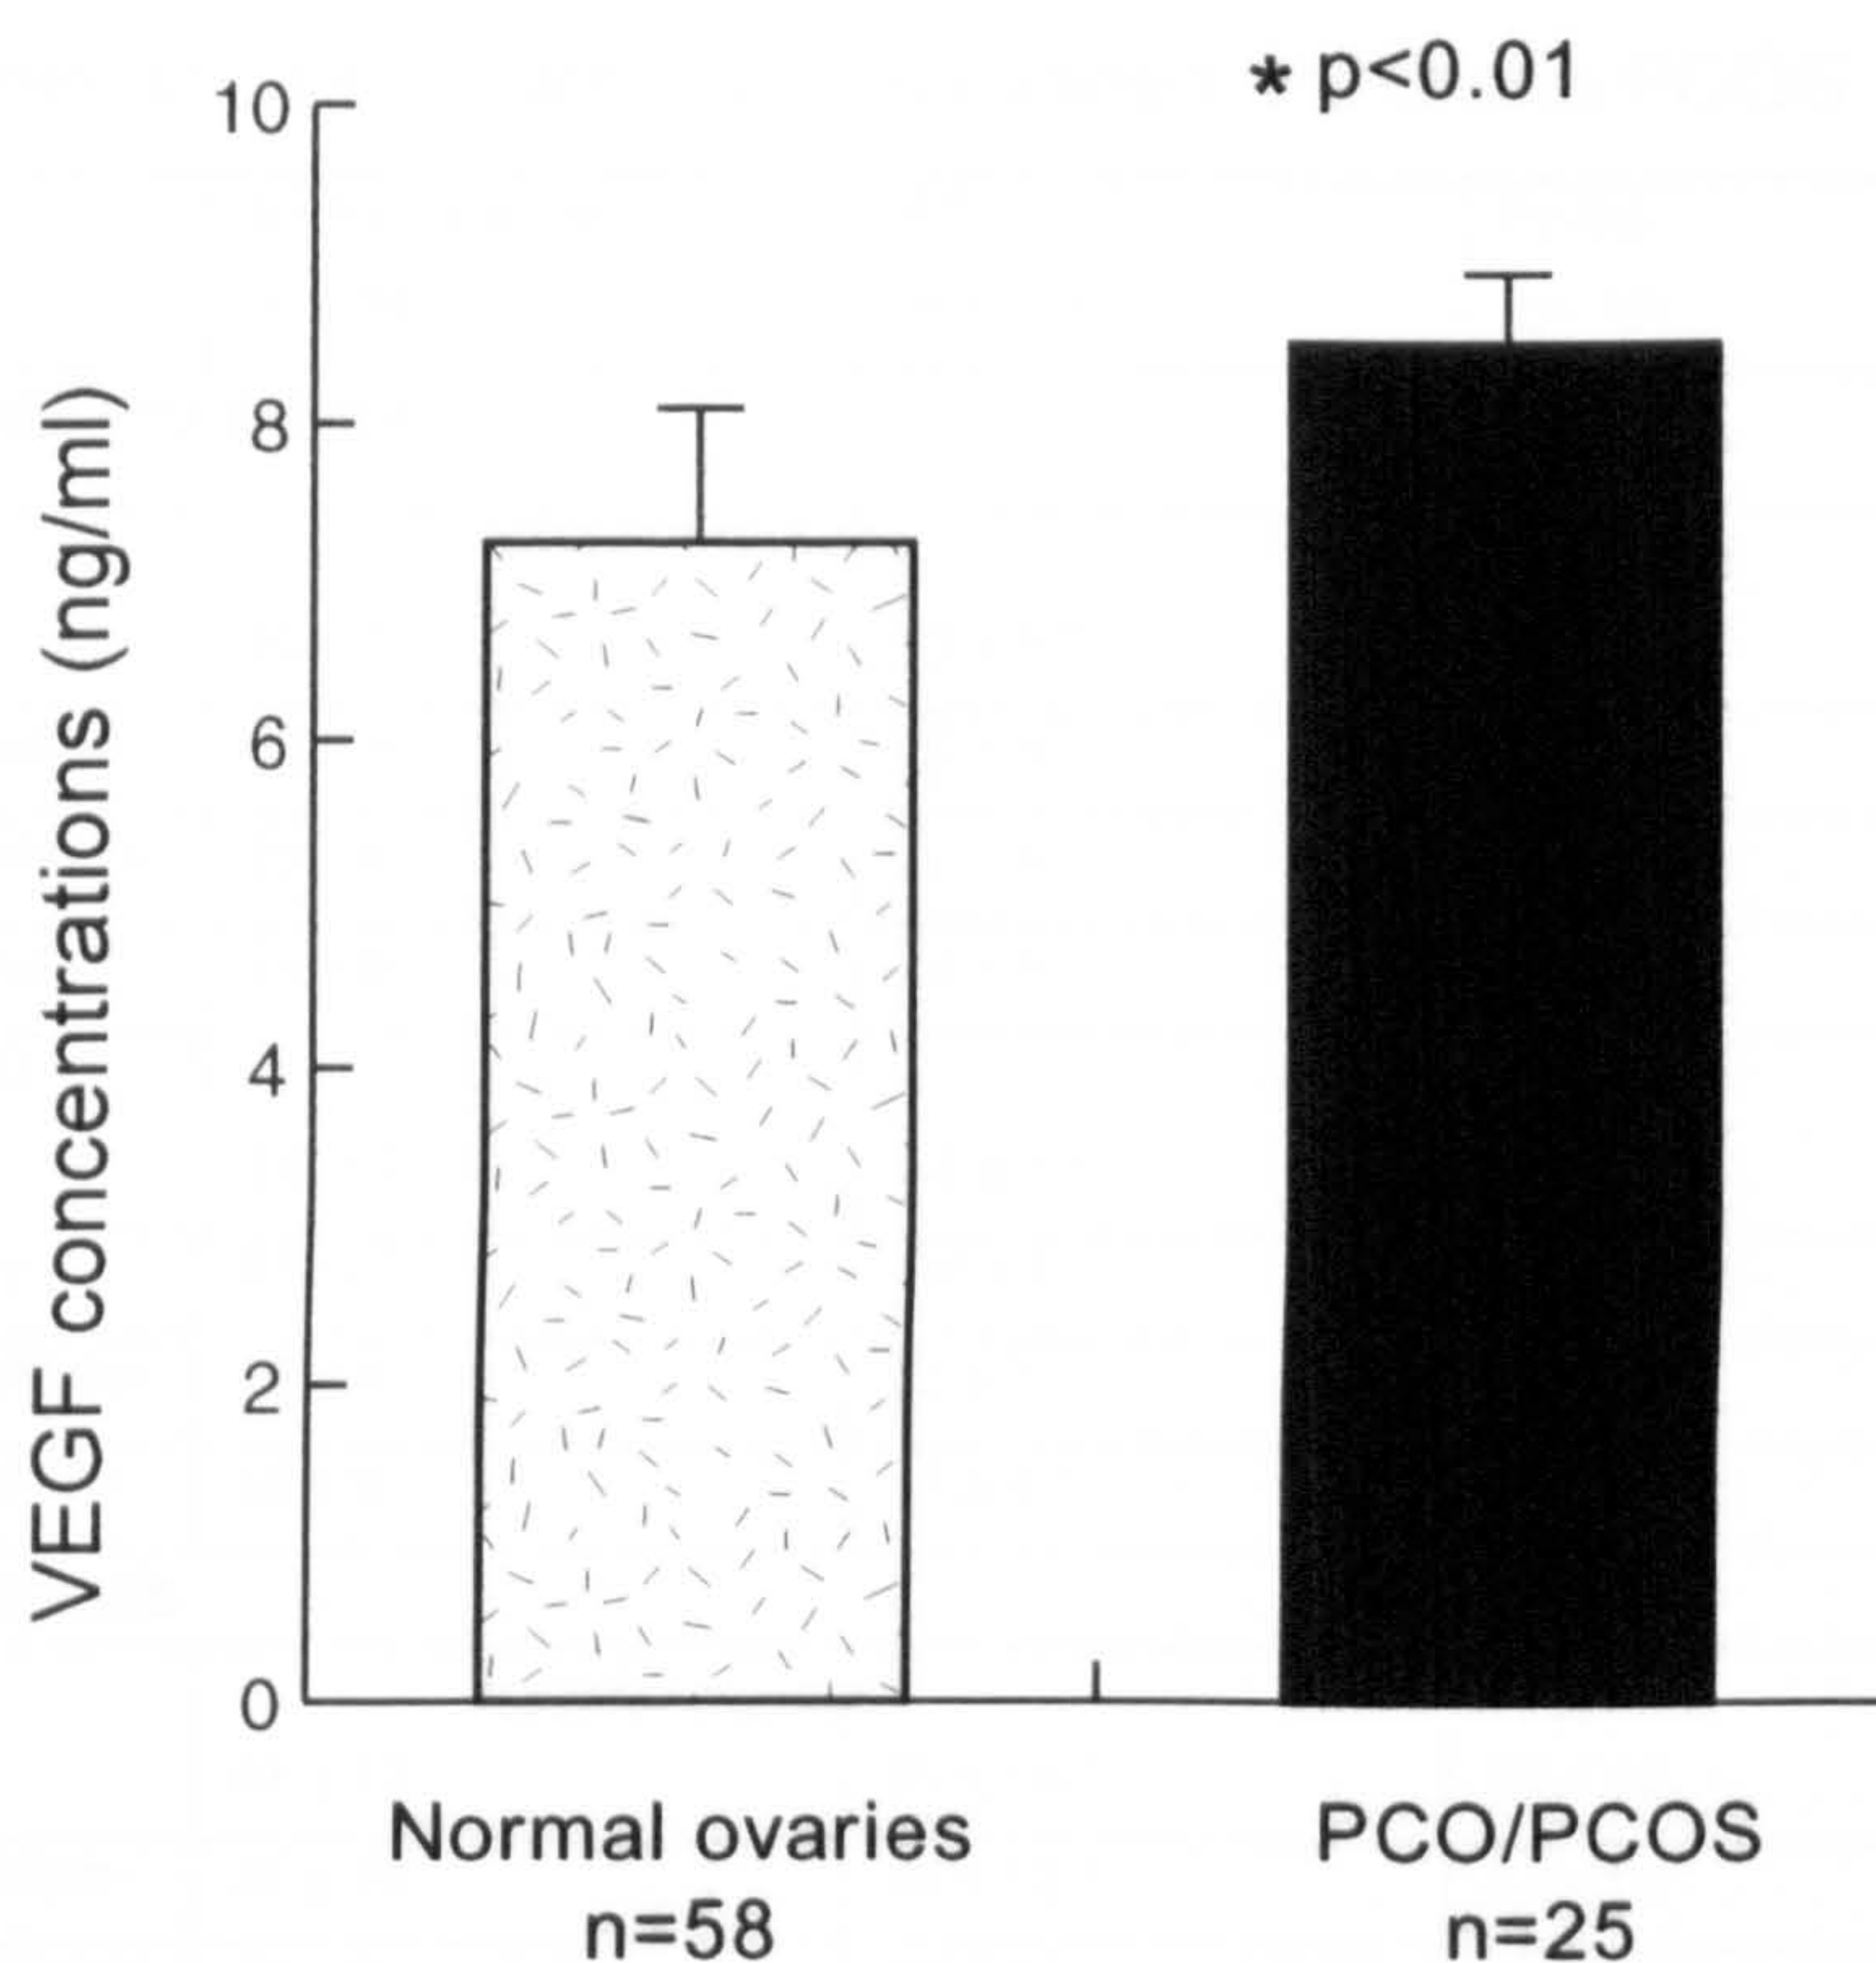 * p<0.01
10
8
6
4
2
0
VEGF concentrations (ng/ml)
Normal ovaries
n=58
PCO/PCOS
n=25